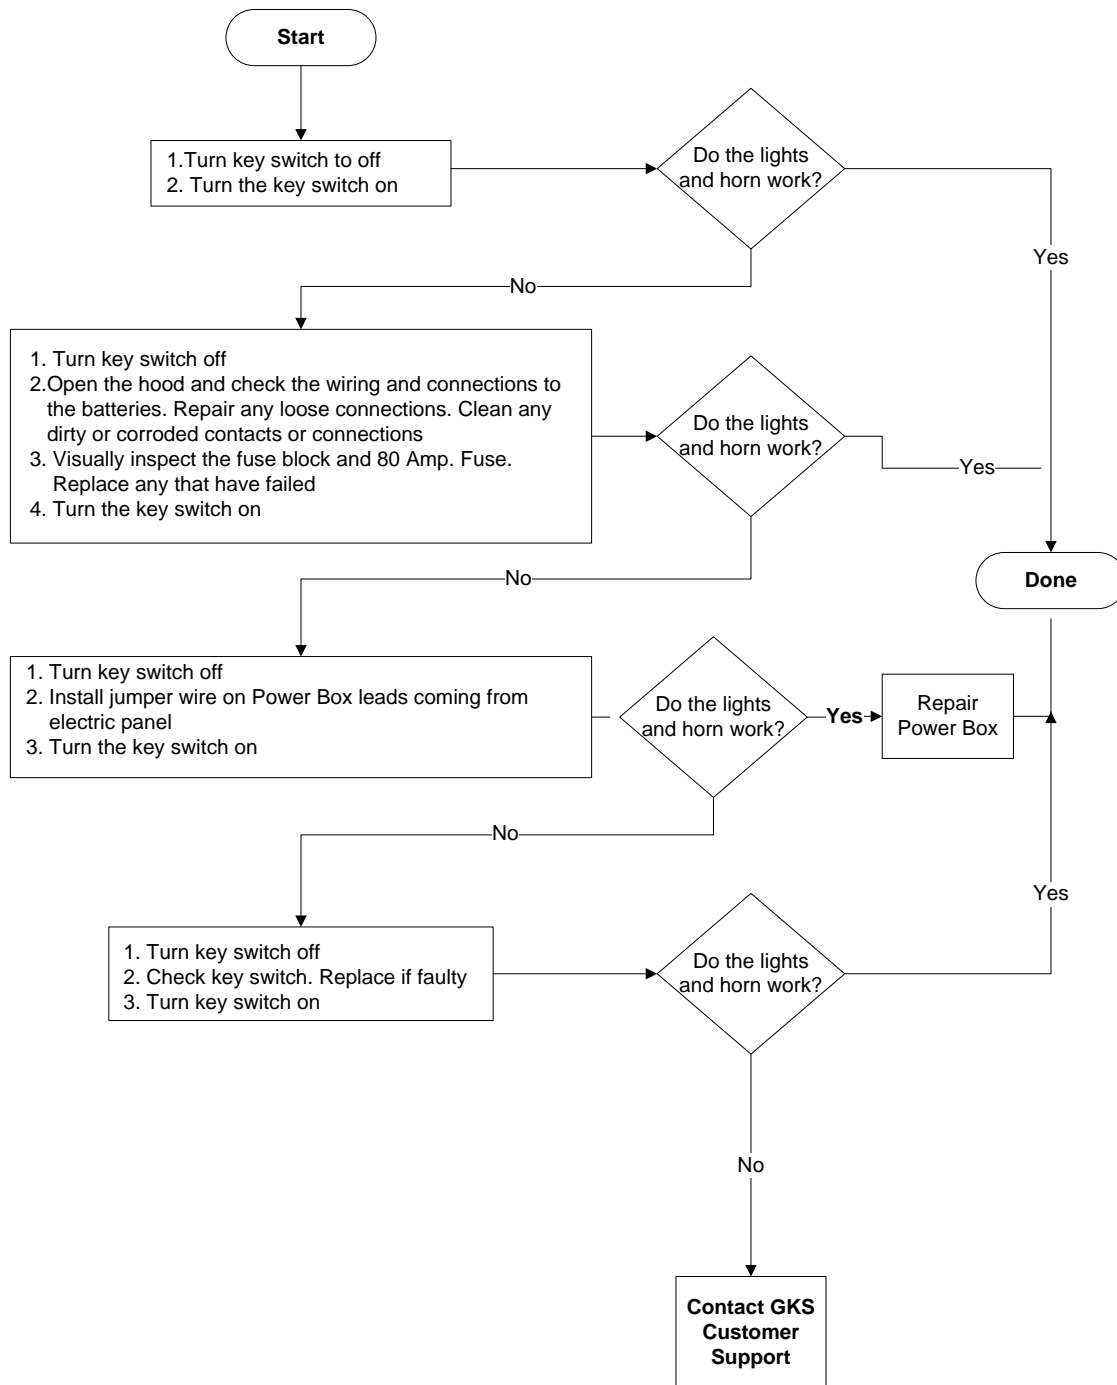 Start
1.Turn key switch to off
2. Turn the key switch on
Do the lights
and horn work?
Yes
No
1. Turn key switch off
2.Open the hood and check the wiring and connections to
the batteries. Repair any loose connections. Clean any
dirty or corroded contacts or connections
3. Visually inspect the fuse block and 80 Amp. Fuse.
Replace any that have failed
4. Turn the key switch on
Do the lights
and horn work?
Yes
No
Done
1. Turn key switch off
2. Install jumper wire on Power Box leads coming from
electric panel
3. Turn the key switch on
Do the lights
and horn work?
Yes
Repair
Power Box
No
1. Turn key switch off
2. Check key switch. Replace if faulty
3. Turn key switch on
Do the lights
and horn work?
Yes
No
Contact GKS
Customer
Support